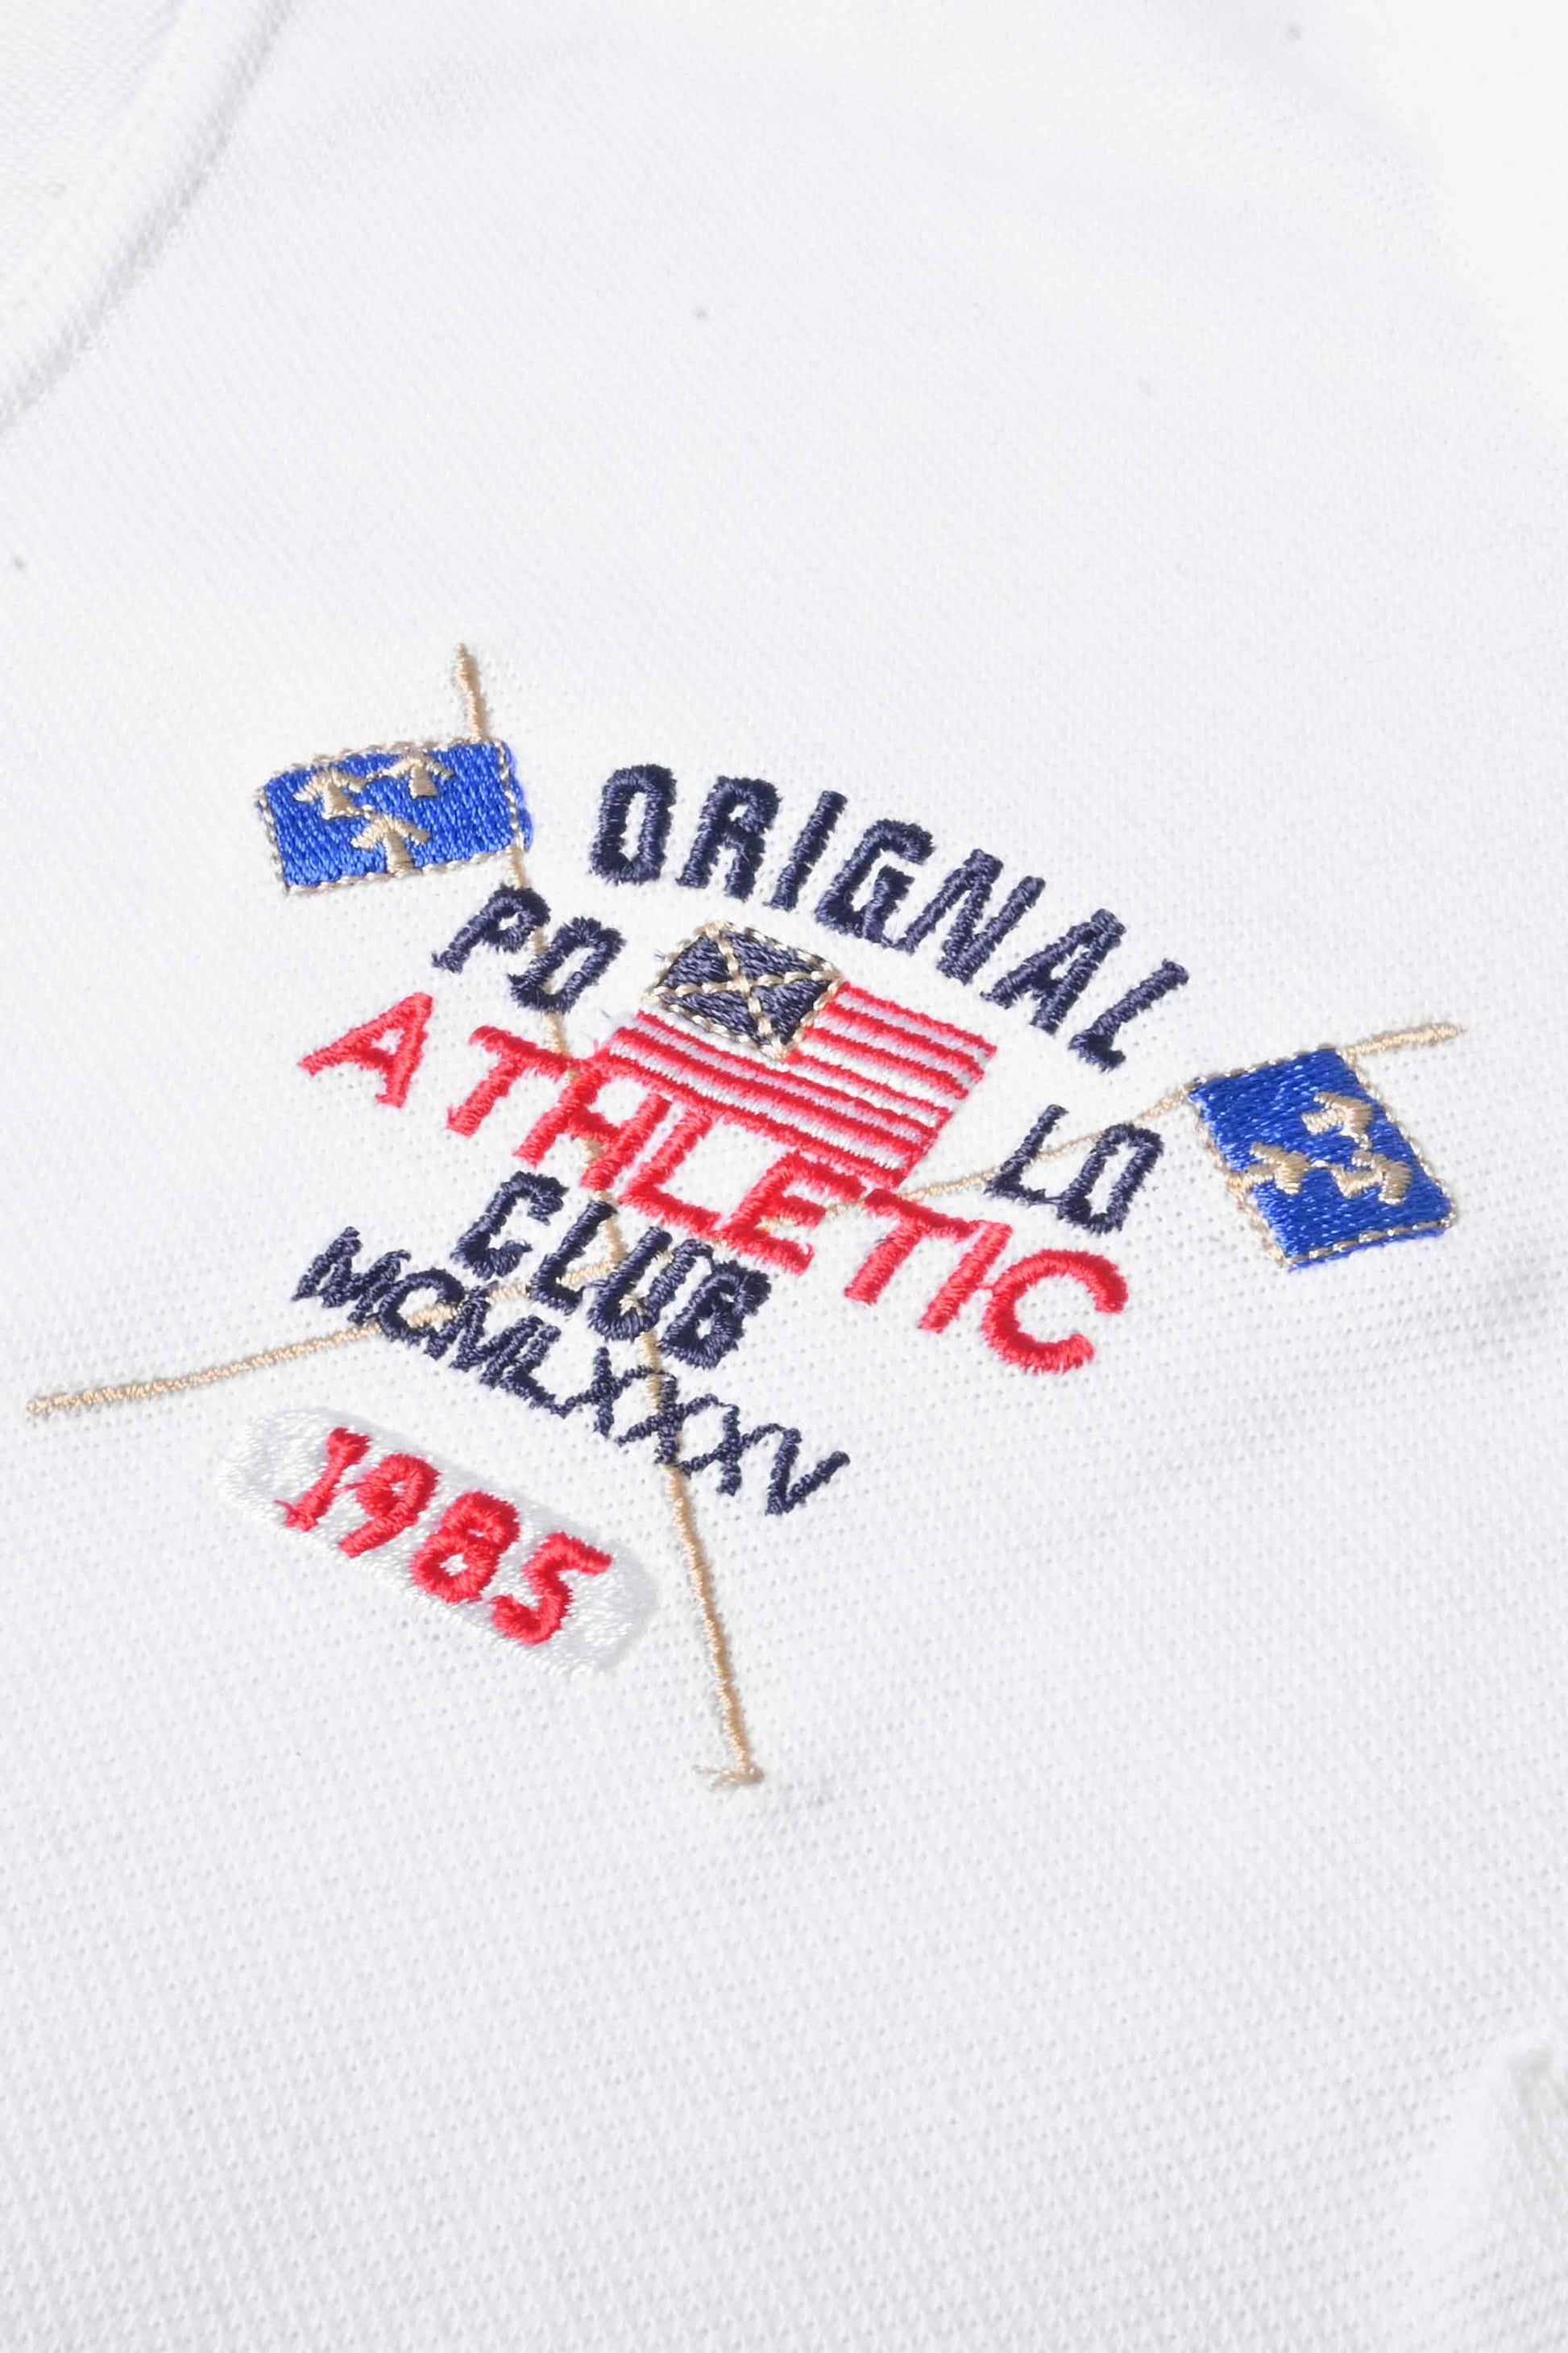 ORIGNAL
PO LO
ATHLETIC
CLUB
MCMLXXXV
1985